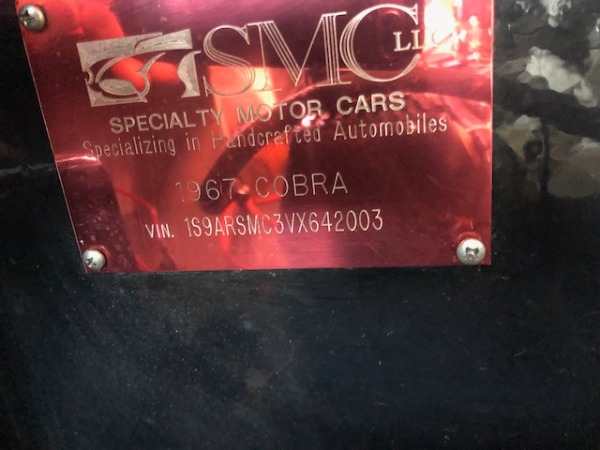 SMC LLC
SPECIALTY MOTOR CARS
Specializing in Handcrafted Automobiles
1967 COBRA
VIN. 1S9ARSMC3VX642003